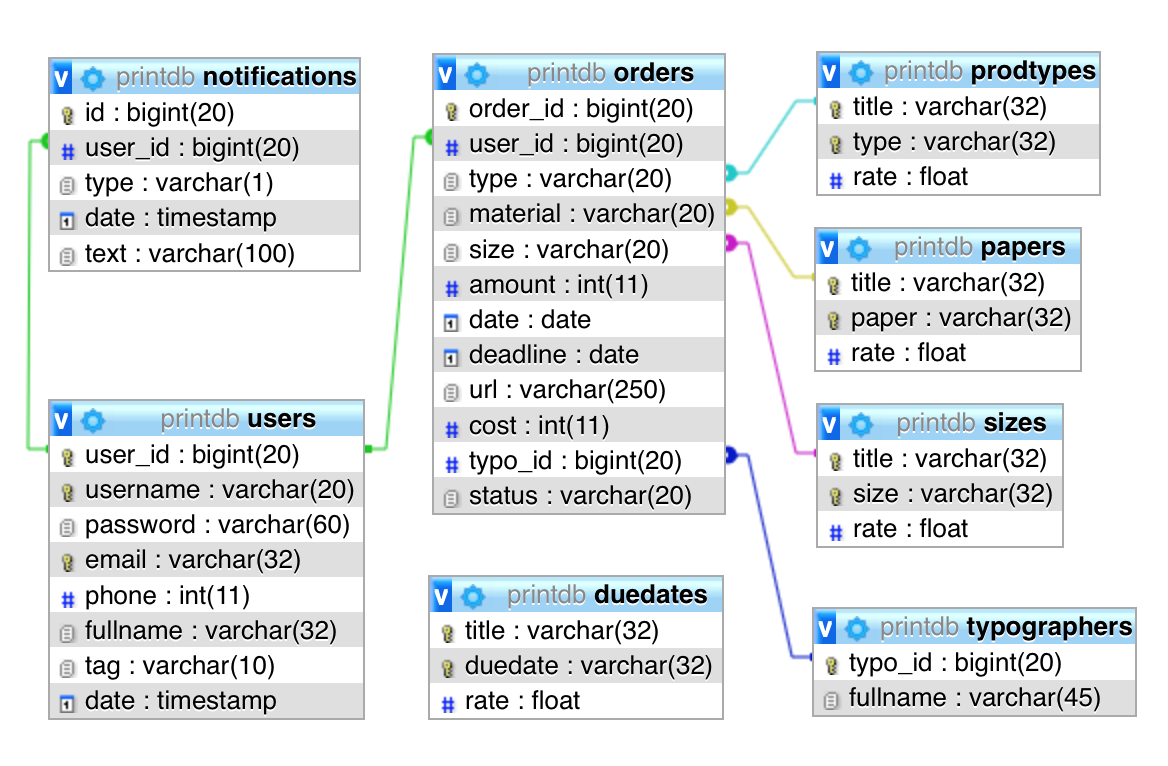 v printdb notifications
id : bigint(20)
# user_id : bigint(20)
type : varchar(1)
1 date : timestamp
text : varchar(100)
v printdb users
user_id : bigint(20)
username : varchar(20)
password : varchar(60)
email : varchar(32)
# phone : int(11)
fullname : varchar(32)
tag : varchar(10)
1 date : timestamp
v printdb orders
order_id : bigint(20)
# user_id : bigint(20)
type : varchar(20)
material : varchar(20)
size : varchar(20)
# amount : int(11)
1 date : date
1 deadline : date
url : varchar(250)
# cost : int(11)
# typo_id : bigint(20)
status : varchar(20)
v printdb duedates
title : varchar(32)
duedate : varchar(32)
# rate : float
v printdb prodtypes
title : varchar(32)
type : varchar(32)
# rate : float
v printdb papers
title : varchar(32)
paper : varchar(32)
# rate : float
v printdb sizes
title : varchar(32)
size : varchar(32)
# rate : float
v printdb typographers
typo_id : bigint(20)
fullname : varchar(45)